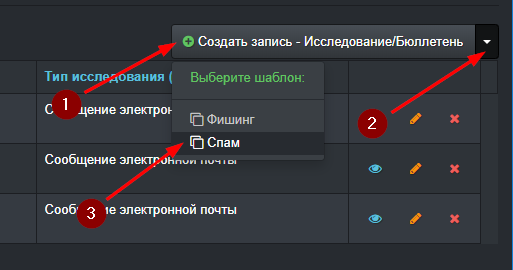 Создать запись - Исследование/Бюллетень
Тип исследования (
Выберите шаблон:
1
Сообщение электрон
2
Фишинг
Спам
Сообщение электронной почты
3
Сообщение электронной почты